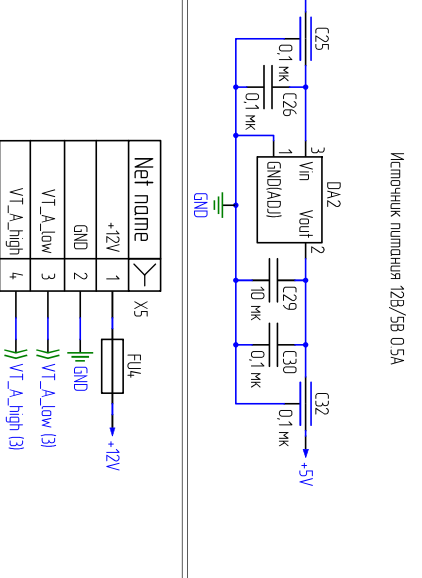 Источник питания 12В/5В 0.5А
C25
0,1 мк
C26
0,1 мк
DA2
3
Vin
Vout
2
1
GND(ADJ)
GND
C29
10 мк
C30
0,1 мк
C32
0,1 мк
+5V
Net name
X5
+12V
1
FU4
+12V
GND
2
GND
VT_A_low
3
VT_A_low (3)
VT_A_high
4
VT_A_high (3)